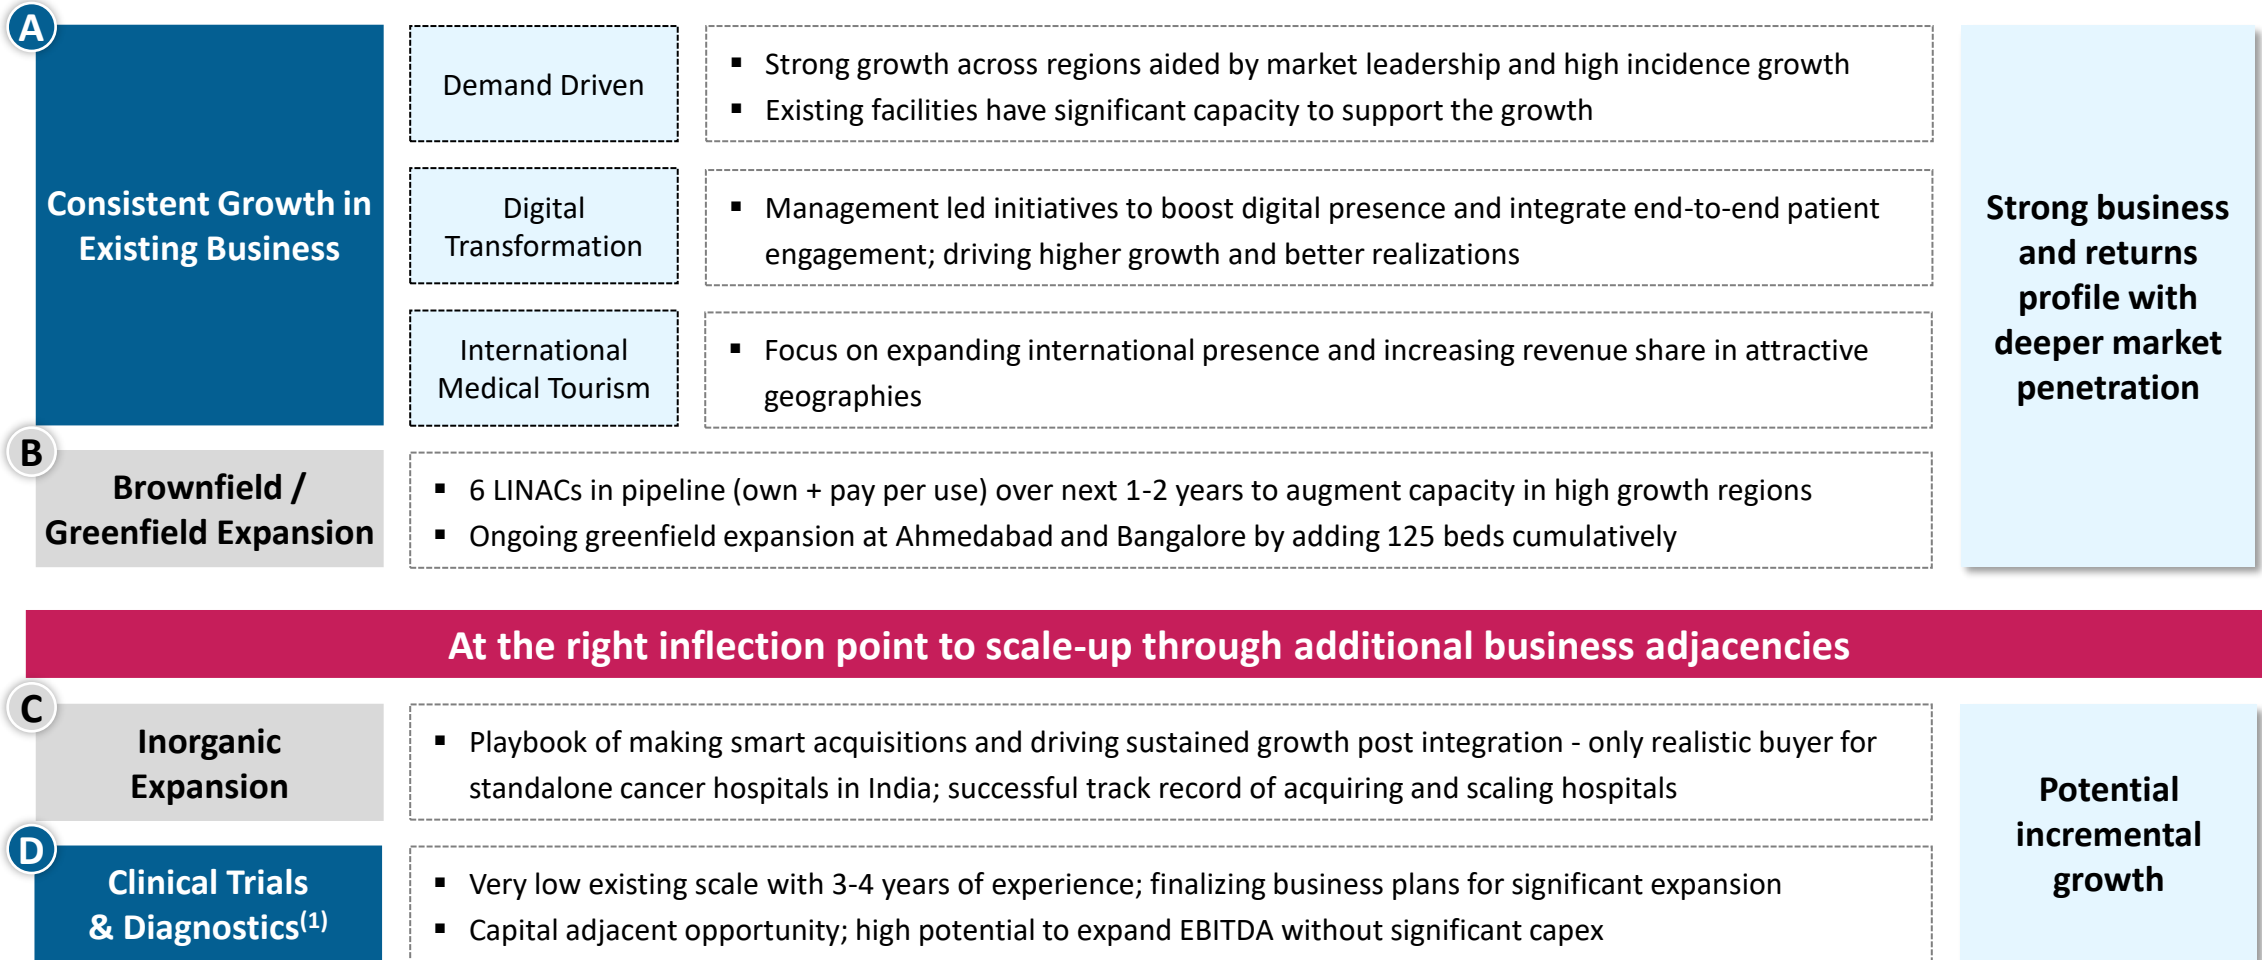 A
Consistent Growth in
Existing Business
Demand Driven
▪ Strong growth across regions aided by market leadership and high incidence growth
▪ Existing facilities have significant capacity to support the growth
Digital
Transformation
▪ Management led initiatives to boost digital presence and integrate end-to-end patient
engagement; driving higher growth and better realizations
International
Medical Tourism
▪ Focus on expanding international presence and increasing revenue share in attractive
geographies
B
Brownfield /
Greenfield Expansion
▪ 6 LINACs in pipeline (own + pay per use) over next 1-2 years to augment capacity in high growth regions
▪ Ongoing greenfield expansion at Ahmedabad and Bangalore by adding 125 beds cumulatively
Strong business
and returns
profile with
deeper market
penetration
At the right inflection point to scale-up through additional business adjacencies
C
Inorganic
Expansion
▪ Playbook of making smart acquisitions and driving sustained growth post integration - only realistic buyer for
standalone cancer hospitals in India; successful track record of acquiring and scaling hospitals
D
Clinical Trials
& Diagnostics(1)
▪ Very low existing scale with 3-4 years of experience; finalizing business plans for significant expansion
▪ Capital adjacent opportunity; high potential to expand EBITDA without significant capex
Potential
incremental
growth